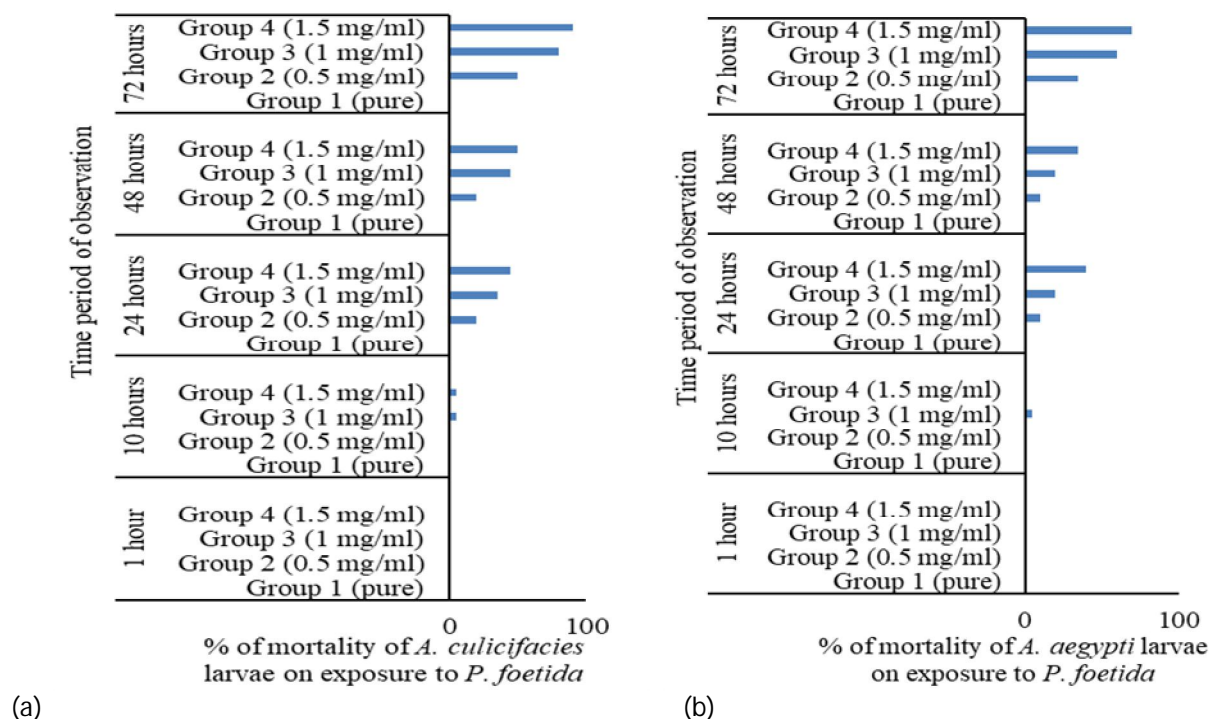 Time period of observation
72 hours
Group 4 (1.5 mg/ml)
Group 3 (1 mg/ml)
Group 2 (0.5 mg/ml)
Group 1 (pure)
48 hours
Group 4 (1.5 mg/ml)
Group 3 (1 mg/ml)
Group 2 (0.5 mg/ml)
Group 1 (pure)
24 hours
Group 4 (1.5 mg/ml)
Group 3 (1 mg/ml)
Group 2 (0.5 mg/ml)
Group 1 (pure)
10 hours
Group 4 (1.5 mg/ml)
Group 3 (1 mg/ml)
Group 2 (0.5 mg/ml)
Group 1 (pure)
1 hour
Group 4 (1.5 mg/ml)
Group 3 (1 mg/ml)
Group 2 (0.5 mg/ml)
Group 1 (pure)
0 100
% of mortality of A. culicifacies
larvae on exposure to P. foetida
(a)
Time period of observation
72 hours
Group 4 (1.5 mg/ml)
Group 3 (1 mg/ml)
Group 2 (0.5 mg/ml)
Group 1 (pure)
48 hours
Group 4 (1.5 mg/ml)
Group 3 (1 mg/ml)
Group 2 (0.5 mg/ml)
Group 1 (pure)
24 hours
Group 4 (1.5 mg/ml)
Group 3 (1 mg/ml)
Group 2 (0.5 mg/ml)
Group 1 (pure)
10 hours
Group 4 (1.5 mg/ml)
Group 3 (1 mg/ml)
Group 2 (0.5 mg/ml)
Group 1 (pure)
1 hour
Group 4 (1.5 mg/ml)
Group 3 (1 mg/ml)
Group 2 (0.5 mg/ml)
Group 1 (pure)
0 100
% of mortality of A. aegypti larvae
on exposure to P. foetida
(b)